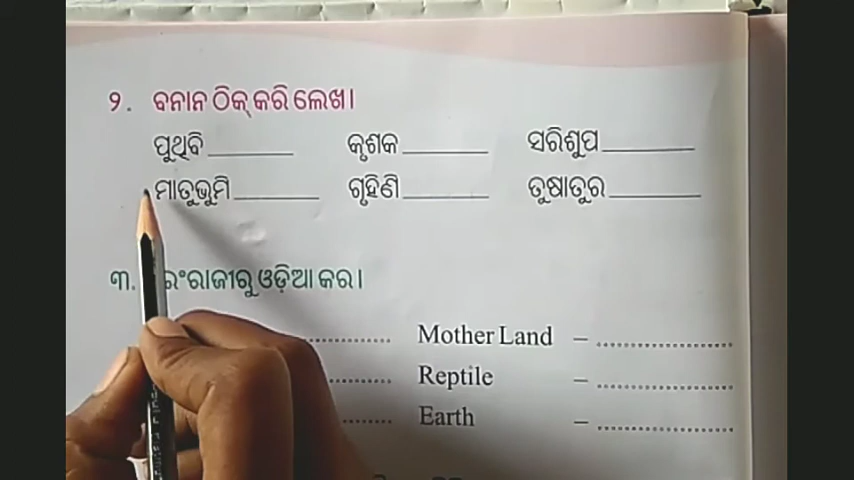 ୨. ବନାନ ଠିକ୍ କରି ଲେଖ।
ପୁଥିବି ________ କୃଶକ ________ ସରିଶୁପ ________
ମାତୁଭୁମି ________ ଗୃହିଣି ________ ତୁଷାତୁର ________
୩. ରଂରାଜୀରୁ ଓଡ଼ିଆ କର।
Mother Land – ..................
Reptile – ..................
Earth – ..................